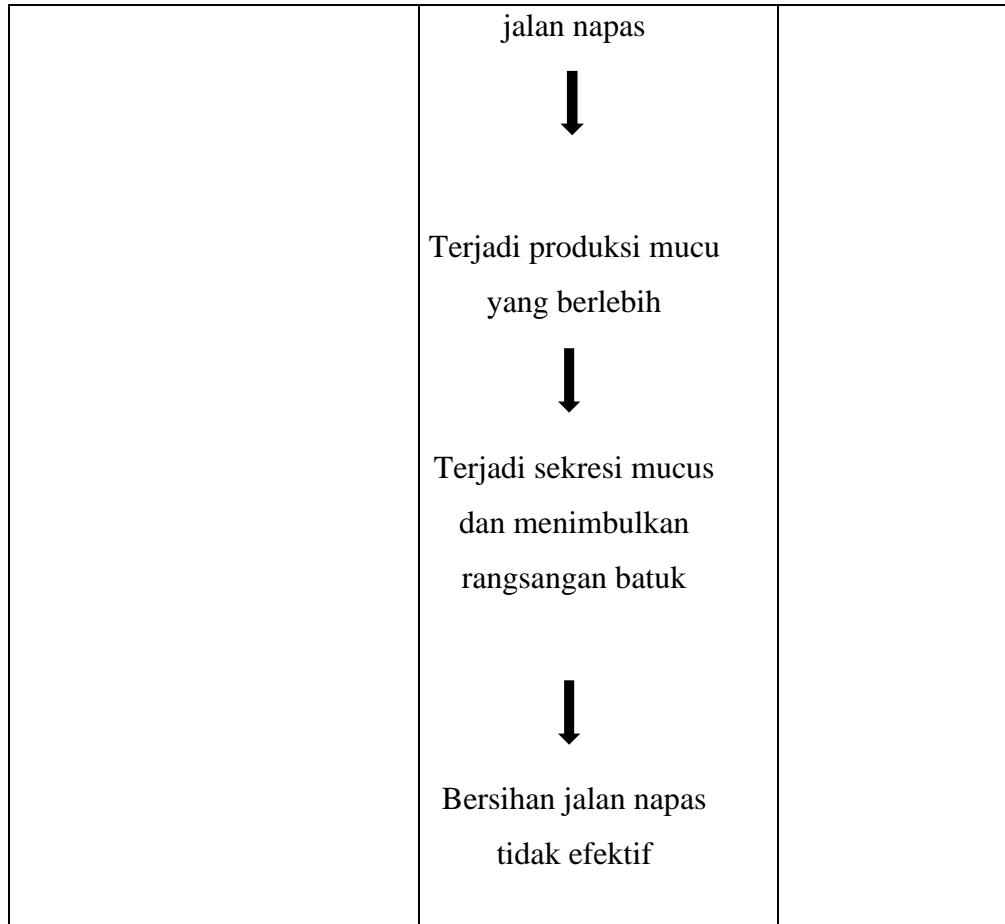 jalan napas
Terjadi produksi mucu
yang berlebih
Terjadi sekresi mucus
dan menimbulkan
rangsangan batuk
Bersihan jalan napas
tidak efektif